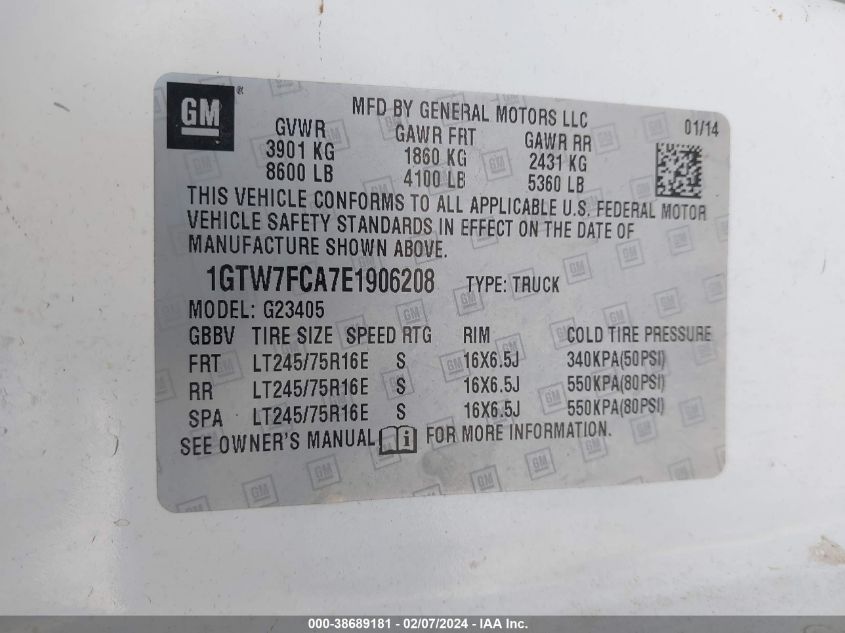 GM ®
MFD BY GENERAL MOTORS LLC
01/14
GVWR GAWR FRT GAWR RR
3901 KG 1860 KG 2431 KG
8600 LB 4100 LB 5360 LB
THIS VEHICLE CONFORMS TO ALL APPLICABLE U.S. FEDERAL MOTOR
VEHICLE SAFETY STANDARDS IN EFFECT ON THE DATE OF
MANUFACTURE SHOWN ABOVE.
1GTW7FCA7E1906208 TYPE: TRUCK
MODEL: G23405
GBBV TIRE SIZE SPEED RTG RIM COLD TIRE PRESSURE
FRT LT245/75R16E S 16X6.5J 340KPA(50PSI)
RR LT245/75R16E S 16X6.5J 550KPA(80PSI)
SPA LT245/75R16E S 16X6.5J 550KPA(80PSI)
SEE OWNER'S MANUAL FOR MORE INFORMATION.
000-38689181 - 02/07/2024 - IAA Inc.